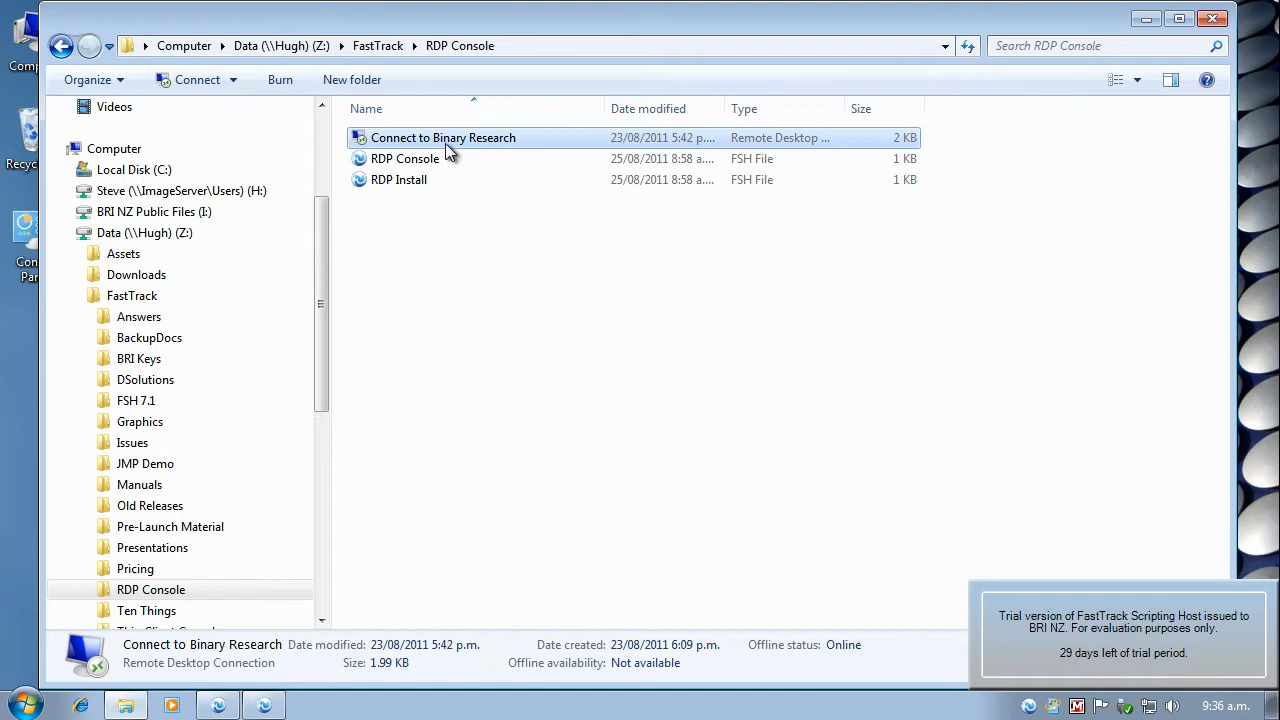 Computer
Data (\\Hugh) (Z:)
FastTrack
RDP Console
Search RDP Console
Organize
Connect
Burn
New folder
Name
Date modified
Type
Size
Connect to Binary Research
23/08/2011 5:42 p....
Remote Desktop ...
2 KB
RDP Console
25/08/2011 8:58 a....
FSH File
1 KB
RDP Install
25/08/2011 8:58 a....
FSH File
1 KB
Videos
Computer
Local Disk (C:)
Steve (\\ImageServer\Users) (H:)
BRI NZ Public Files (I:)
Data (\\Hugh) (Z:)
Assets
Downloads
FastTrack
Answers
BackupDocs
BRI Keys
DSolutions
FSH 7.1
Graphics
Issues
JMP Demo
Manuals
Old Releases
Pre-Launch Material
Presentations
Pricing
RDP Console
Ten Things
Comp
Recyc
Con
Par
Connect to Binary Research
Date modified: 23/08/2011 5:42 p.m.
Date created: 23/08/2011 6:09 p.m.
Offline status: Online
Remote Desktop Connection
Size: 1.99 KB
Offline availability: Not available
Trial version of FastTrack Scripting Host issued to
BRI NZ. For evaluation purposes only.
29 days left of trial period.
9:36 a.m.